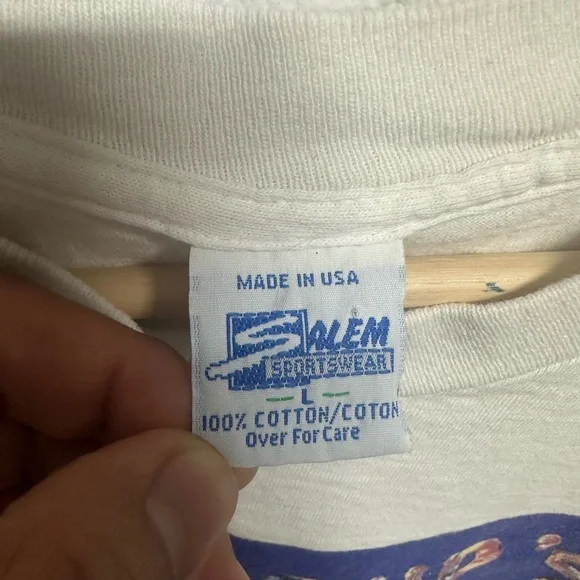 MADE IN USA
SALEM®
SPORTSWEAR
L
100% COTTON/COTON
Over For Care